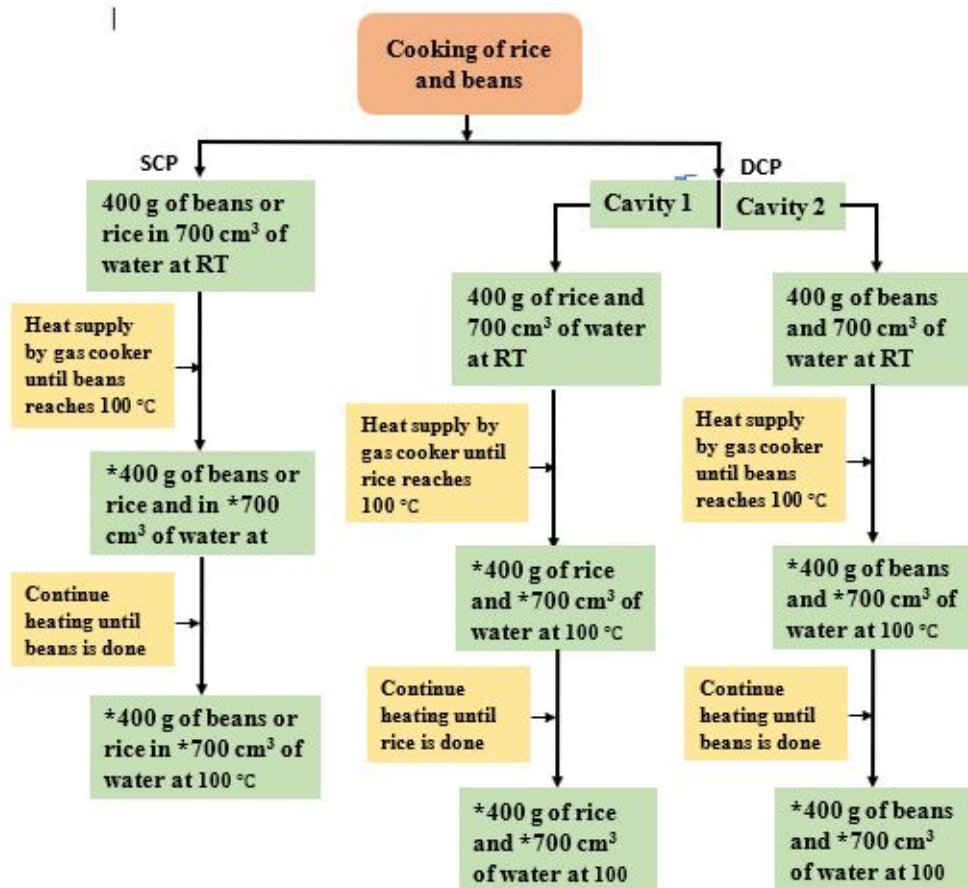 Cooking of rice
and beans
SCP
400 g of beans or
rice in 700 cm³ of
water at RT
Heat supply
by gas cooker
until beans
reaches 100 °C
*400 g of beans or
rice and in *700
cm³ of water at
Continue
heating until
beans is done
*400 g of beans or
rice in *700 cm³ of
water at 100 °C
DCP
Cavity 1
Cavity 2
400 g of rice and
700 cm³ of water
at RT
Heat supply by
gas cooker until
rice reaches
100 °C
*400 g of rice
and *700 cm³ of
water at 100 °C
Continue
heating until
rice is done
*400 g of rice
and *700 cm³
of water at 100
400 g of beans
and 700 cm³ of
water at RT
Heat supply by
gas cooker
until beans
reaches 100 °C
*400 g of beans
and *700 cm³ of
water at 100 °C
Continue
heating until
beans is done
*400 g of beans
and *700 cm³
of water at 100